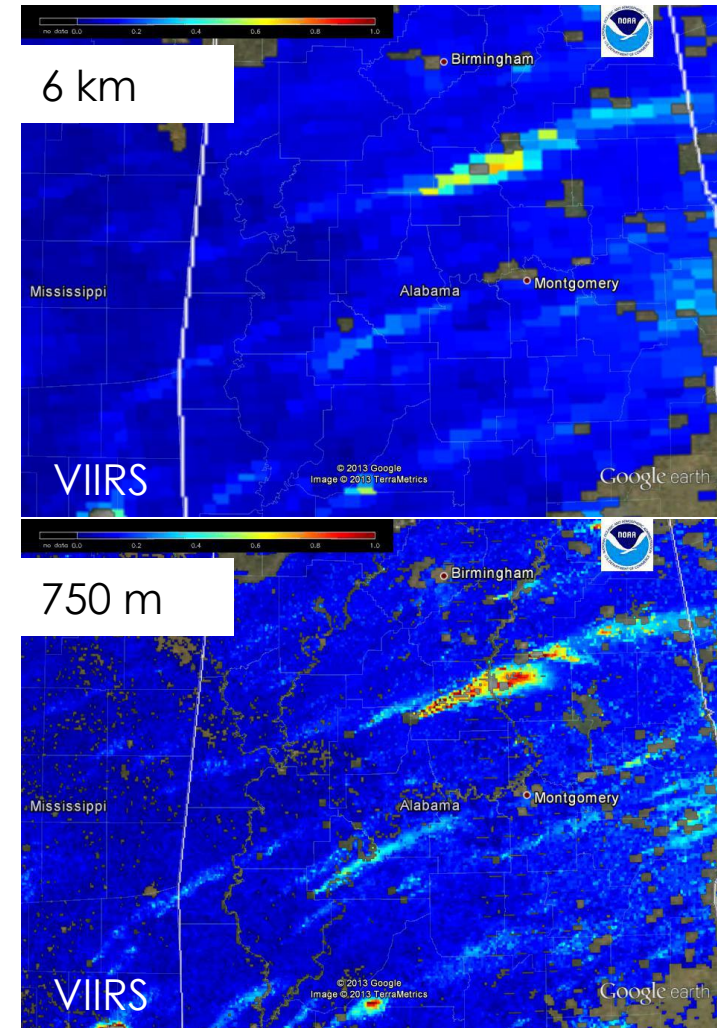 no data 0.0 0.2 0.4 0.6 0.8 1.0
NOAA
6 km
Birmingham
Mississippi
Alabama
Montgomery
VIIRS
© 2013 Google
Image © 2013 TerraMetrics
Google earth
no data 0.0 0.2 0.4 0.6 0.8 1.0
NOAA
750 m
Birmingham
Mississippi
Alabama
Montgomery
VIIRS
© 2013 Google
Image © 2013 TerraMetrics
Google earth